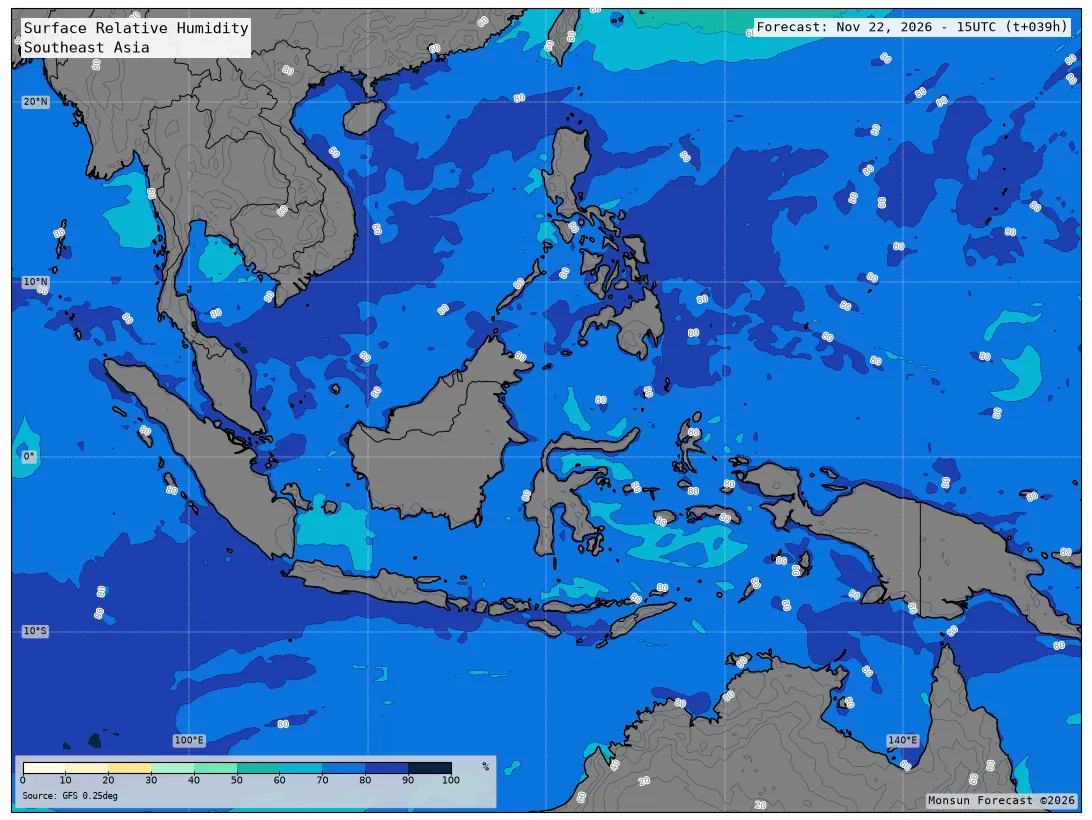 Surface Relative Humidity
Southeast Asia
Forecast: Nov 22, 2026 - 15UTC (t+039h)
20°N
10°N
0°
10°S
100°E
140°E
%
0 10 20 30 40 50 60 70 80 90 100
Source: GFS 0.25deg
Monsun Forecast ©2026